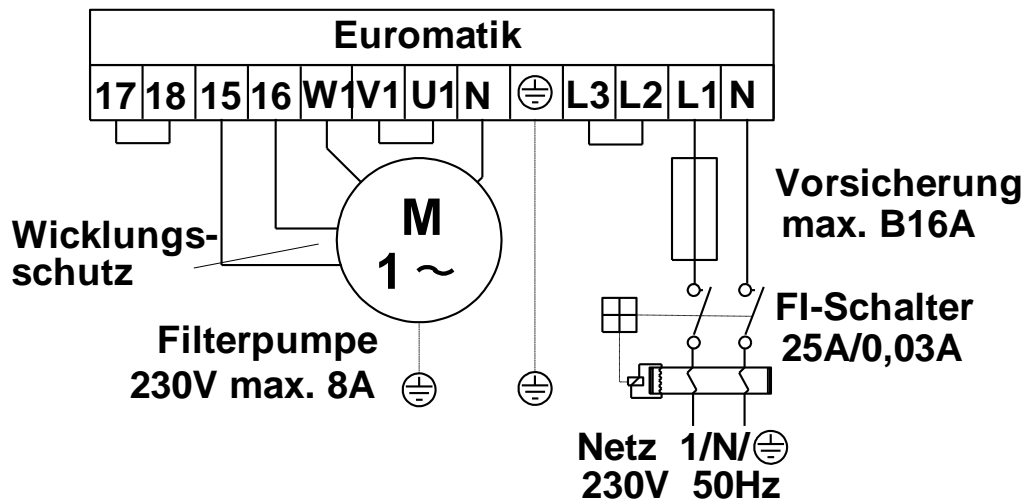 Euromatik
17 18 15 16 W1 V1 U1 N L3 L2 L1 N
Vorsicherung
max. B16A
M
1 ~
Wicklungs-
schutz
FI-Schalter
25A/0,03A
Filterpumpe
230V max. 8A
Netz 1/N/⏚
230V 50Hz